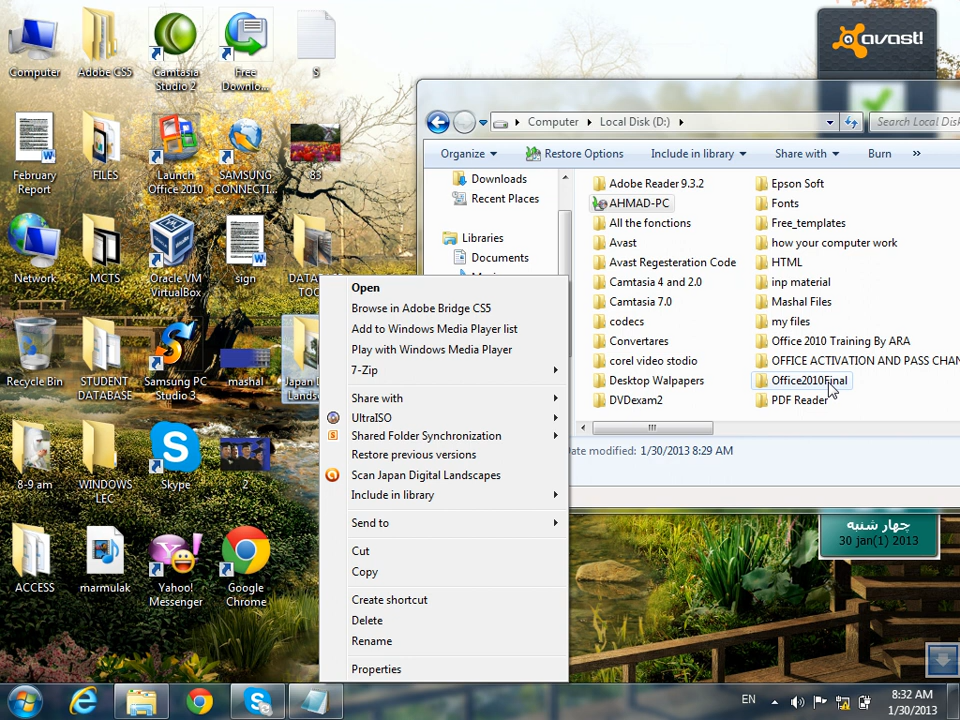 Computer
Adobe CS5
Camtasia
Studio 2
Free
Downlo...
S
avast!
February
Report
FILES
Launch
Office 2010
SAMSUNG
CONNECTI...
83
Network
MCTS
Oracle VM
VirtualBox
sign
Recycle Bin
STUDENT
DATABASE
Samsung PC
Studio 3
mashal
8-9 am
WINDOWS
LEC
Skype
2
ACCESS
marmulak
Yahoo!
Messenger
Google
Chrome
Computer
Local Disk (D:)
Search Local Disk
Organize
Restore Options
Include in library
Share with
Burn
»
Downloads
Recent Places
Libraries
Documents
Adobe Reader 9.3.2
AHMAD-PC
All the fonctions
Avast
Avast Regesteration Code
Camtasia 4 and 2.0
Camtasia 7.0
codecs
Convertares
corel video studio
Desktop Walpapers
DVDexam2
Epson Soft
Fonts
Free_templates
how your computer work
HTML
inp material
Mashal Files
my files
Office 2010 Training By ARA
OFFICE ACTIVATION AND PASS CHAN
Office2010Final
PDF Reader
Date modified: 1/30/2013 8:29 AM
Open
Browse in Adobe Bridge CS5
Add to Windows Media Player list
Play with Windows Media Player
7-Zip
Share with
UltraISO
Shared Folder Synchronization
Restore previous versions
Scan Japan Digital Landscapes
Include in library
Send to
Cut
Copy
Create shortcut
Delete
Rename
Properties
چهار شنبه
30 jan(1) 2013
EN
8:32 AM
1/30/2013